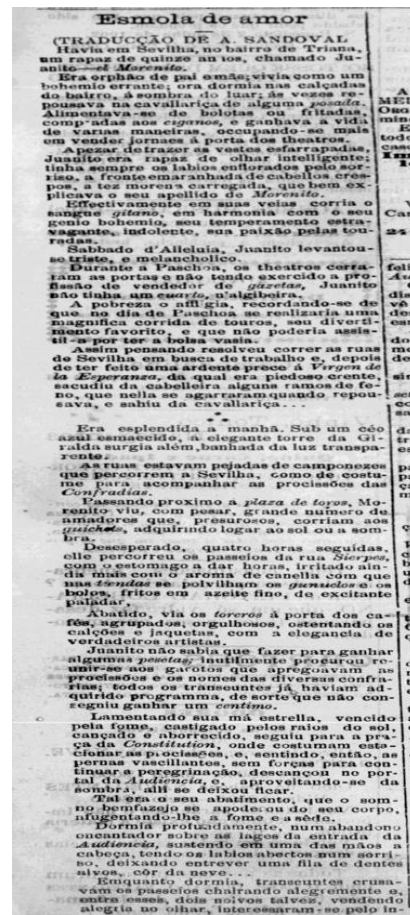 Esmola de amor
(TRADUCÇÃO DE A. SANDOVAL
Havia em Sevilha, no bairro de Triana,
um rapaz de quinze annos, chamado Ju-
anito—el Morenito.
Era orphão de pai e mãe; vivia como um
bohemio errante; ora dormia nas calçadas
do bairro, á sombra do luar; ás vezes re-
pousava na cavallariça de alguma posada.
Alimentava-se de bolotas ou fritadas,
compradas aos ciganos, e ganhava a vida
de varias maneiras, occupando-se mais
em vender jornaes á porta dos theatros.
Apezar de trazer as vestes esfarrapadas,
Juanito era rapaz de olhar intelligente;
tinha sempre os labios enflorados pelo sor-
riso, a fronte emaranhada de cabellos cres-
pos, a tez morena carregada, que bem ex-
plicava o seu apellido de Morenito.
Effectivamente em suas veias corria o
sangue gitano, em harmonia com o seu
genio bohemio, seu temperamento extra-
vagante, indolente, sua paixão pelas tou-
radas.
Sabbado d'Alleluia, Juanito levantou-
se triste, e melancholico.
Durante a Paschoa, os theatros cerra-
ram as portas e não tendo exercido a pro-
fissão de vendedor de gazetas, Juanito
não tinha um cuarto, n'algibeira.
A pobreza o affligia, recordando-se de
que no dia de Paschoa se realizaria uma
magnifica corrida de touros, seu diverti-
mento favorito, e que não poderia assis-
til-a por ter a bolsa vasia.
Assim pensando resolveu correr as ruas
de Sevilha em busca de trabalho e, depois
de ter feito uma ardente prece á Virgen de
la Esperanza, da qual era piedoso crente,
sacudiu da cabelleira alguns ramos de fe-
no, que nella se agarraram quando repou-
sava, e sahiu da cavallariça...
Era esplendida a manhã. Sub um céo
azul esmaecido, a elegante torre da Gi-
ralda surgia além, banhada da luz transpa-
rente.
As ruas estavam pejadas de camponezes
que percorrem a Sevilha, como de costu-
me para acompanhar as procissões das
Confradias.
Passando proximo a plaza de toros, Mo-
renito viu, com pesar, grande numero de
amadores que, presurosos, corriam aos
guichets, adquirindo logar ao sol ou a som-
bra.
Desesperado, quatro horas seguidas,
elle percorreu os passeios da rua Sierpes,
com o estomago a dar horas, irritado ain-
da mais com o aroma de canella com que
nas tiendas se polvilham os bunuelos e os
bolos, fritos em azeite fino, de excitante
paladar.
Abatido, via os toreros á porta dos ca-
fés, agrupados, orgulhosos, ostentando os
calções e jaquetas, com a elegancia de
verdadeiros artistas.
Juanito não sabia que fazer para ganhar
alguma peseta; inutilmente procurou re-
unir-se aos garotos que apregoavam as
procissões e os nomes das diversas confra-
rias; todos os transeuntes já haviam ad-
quirido programma, de sorte que não con-
seguiu ganhar um centimo.
Lamentando sua má estrella, vencido
pela fome, castigado pelos raios do sol,
cançado e aborrecido, seguiu para a pra-
ça da Constitution, onde costumam esta-
cionar as procissões, e, sentindo, então, as
pernas vascillantes, sem forças para con-
tinuar a peregrinação, descançou no por-
tal da Audiencia, e aproveitando-se da
sombra, alli se deixou ficar.
Tal era o seu abatimento, que o som-
no bemfazejo se apoderou do seu corpo,
afugentando-lhe a fome e a sêde.
Dormia profundamente, num abandono
encantador sobre as lages da entrada da
Audiencia, sustendo em uma das mãos a
cabeça, tendo os labios abertos num sorri-
so, deixando entrever uma fila de dentes
alvos, côr da neve...
Emquanto dormia, transeuntes crusa-
vam os passeios chalrando alegremente e,
entre esses, dois noivos talvez, vendendo
alegria no olhar, interessaram-se pelo in-